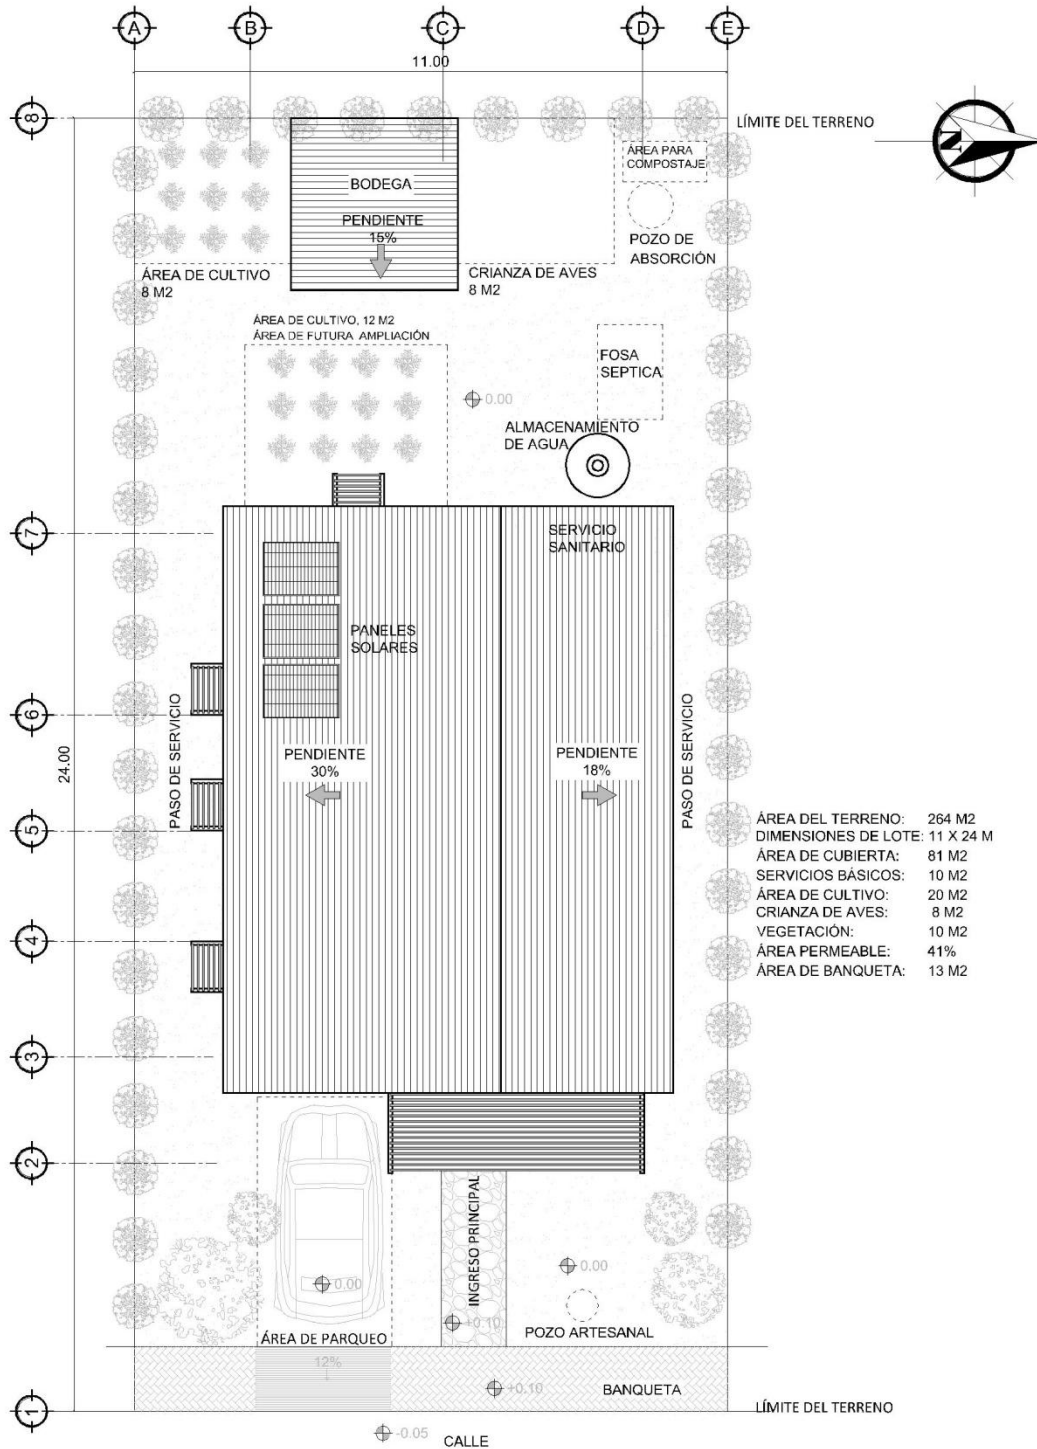 A
B
C
D
E
11.00
8
LÍMITE DEL TERRENO
N
ÁREA PARA
COMPOSTAJE
BODEGA
PENDIENTE
15%
POZO DE
ABSORCIÓN
ÁREA DE CULTIVO
8 M2
CRIANZA DE AVES
8 M2
ÁREA DE CULTIVO, 12 M2
ÁREA DE FUTURA AMPLIACIÓN
FOSA
SEPTICA
0.00
ALMACENAMIENTO
DE AGUA
7
SERVICIO
SANITARIO
PANELES
SOLARES
6
PASO DE SERVICIO
PASO DE SERVICIO
24.00
PENDIENTE
30%
PENDIENTE
18%
5
ÁREA DEL TERRENO: 264 M2
DIMENSIONES DE LOTE: 11 X 24 M
ÁREA DE CUBIERTA: 81 M2
SERVICIOS BÁSICOS: 10 M2
ÁREA DE CULTIVO: 20 M2
CRIANZA DE AVES: 8 M2
VEGETACIÓN: 10 M2
ÁREA PERMEABLE: 41%
ÁREA DE BANQUETA: 13 M2
4
3
2
INGRESO PRINCIPAL
0.00
0.00
+0.10
POZO ARTESANAL
ÁREA DE PARQUEO
12%
+0.10
BANQUETA
1
LÍMITE DEL TERRENO
-0.05
CALLE